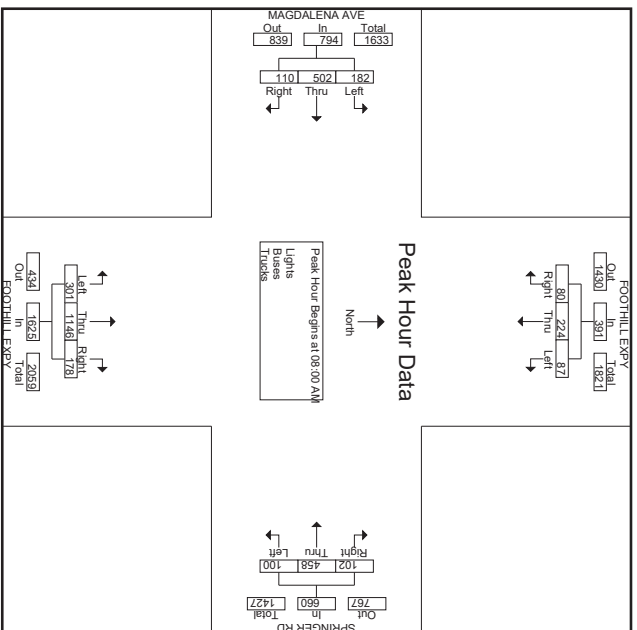 MAGDALENA AVE
Out In Total
839 794 1633
110 502 182
Right Thru Left
FOOTHILL EXPY
Out In Total
434 1625 2059
Left Thru Right
301 1146 178
Peak Hour Data
North
Peak Hour Begins at 08:00 AM
Lights
Buses
Trucks
FOOTHILL EXPY
Out In Total
1430 391 1821
Right Thru Left
80 224 87
Left Thru Right
100 458 102
Out In Total
767 660 1427
SPRINGER RD